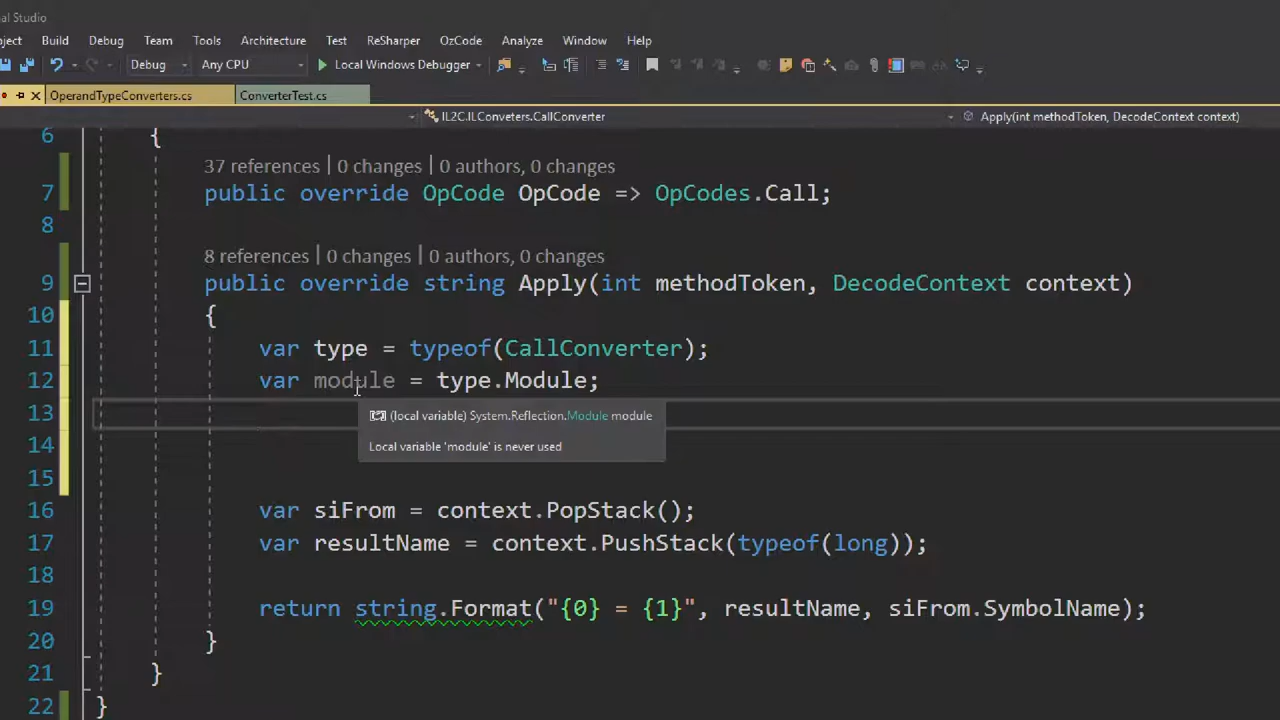 ual Studio
oject Build Debug Team Tools Architecture Test ReSharper OzCode Analyze Window Help
Debug Any CPU Local Windows Debugger
OperandTypeConverters.cs ConverterTest.cs
IL2C.ILConveters.CallConverter Apply(int methodToken, DecodeContext context)
6 {
37 references | 0 changes | 0 authors, 0 changes
7 public override OpCode OpCode => OpCodes.Call;
8
8 references | 0 changes | 0 authors, 0 changes
9 public override string Apply(int methodToken, DecodeContext context)
10 {
11 var type = typeof(CallConverter);
12 var module = type.Module;
13 (local variable) System.Reflection.Module module
14 Local variable 'module' is never used
15
16 var siFrom = context.PopStack();
17 var resultName = context.PushStack(typeof(long));
18
19 return string.Format("{0} = {1}", resultName, siFrom.SymbolName);
20 }
21 }
22 }